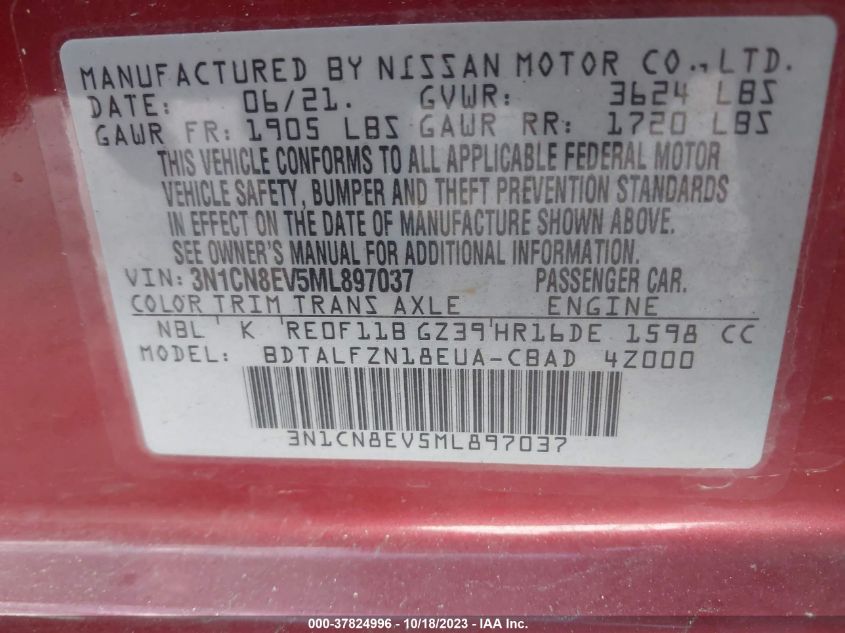 MANUFACTURED BY NISSAN MOTOR CO., LTD.
DATE: 06/21. GVWR: 3624 LBS
GAWR FR: 1905 LBS GAWR RR: 1720 LBS
THIS VEHICLE CONFORMS TO ALL APPLICABLE FEDERAL MOTOR
VEHICLE SAFETY, BUMPER AND THEFT PREVENTION STANDARDS
IN EFFECT ON THE DATE OF MANUFACTURE SHOWN ABOVE.
SEE OWNER'S MANUAL FOR ADDITIONAL INFORMATION.
VIN: 3N1CN8EV5ML897037 PASSENGER CAR.
COLOR TRIM TRANS AXLE ENGINE
NBL K RE0F11B GZ39 HR16DE 1598 CC
MODEL: BDTALFZN18EUA-CBAD 4Z000
3N1CN8EV5ML897037
000-37824996 - 10/18/2023 - IAA Inc.